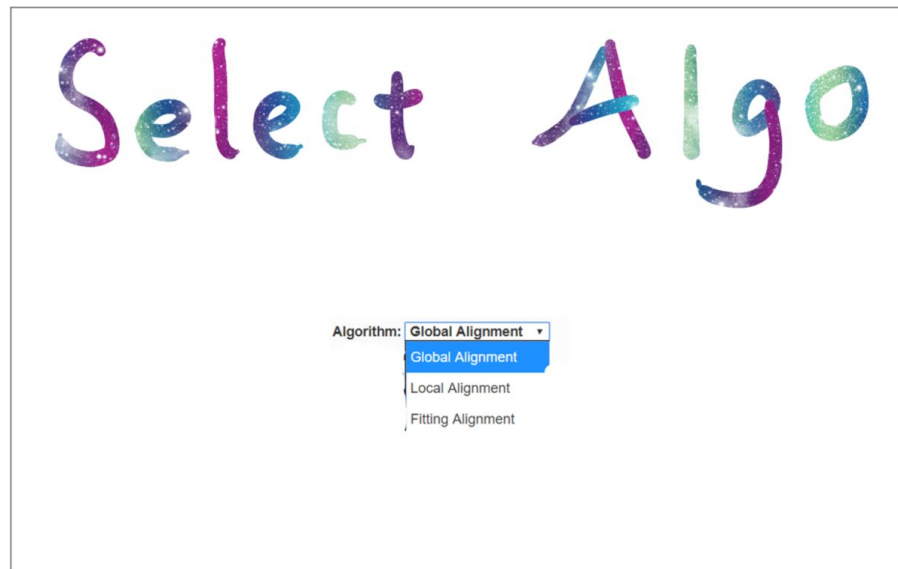 Select Algo
Algorithm: Global Alignment
Global Alignment
Local Alignment
Fitting Alignment